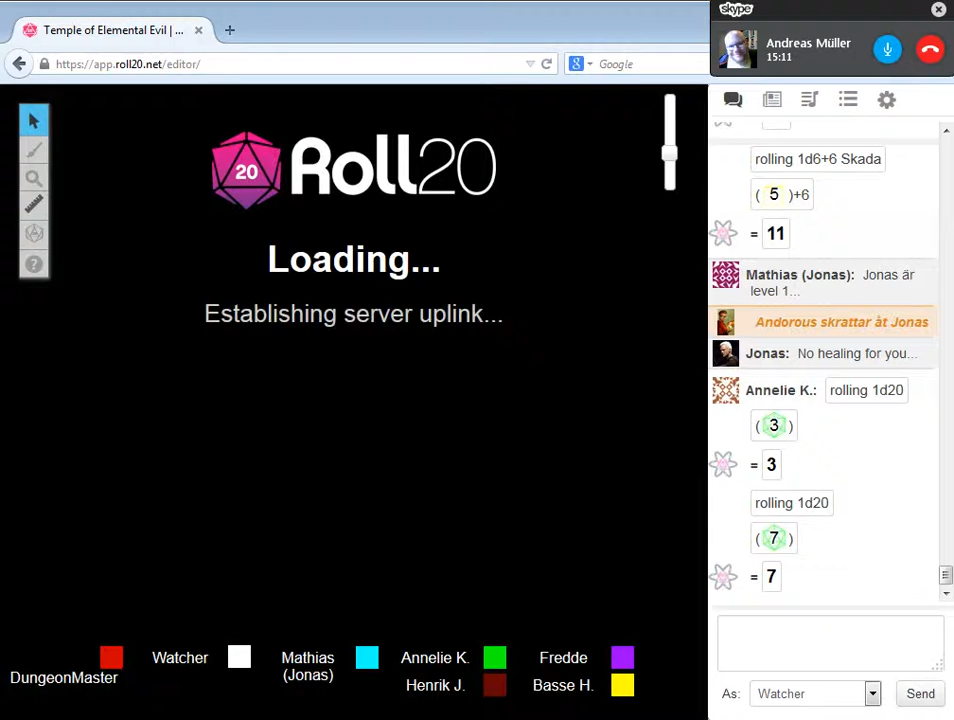 skype
Temple of Elemental Evil | ...
Andreas Müller
15:11
https://app.roll20.net/editor/
8
Google
20
Roll20
Loading...
Establishing server uplink...
rolling 1d6+6 Skada
( 5 )+6
= 11
Mathias (Jonas): Jonas är
level 1...
Andorous skrattar åt Jonas
Jonas: No healing for you...
Annelie K.: rolling 1d20
( 3 )
= 3
rolling 1d20
( 7 )
= 7
DungeonMaster
Watcher
Mathias
(Jonas)
Annelie K.
Fredde
Henrik J.
Basse H.
As: Watcher
Send